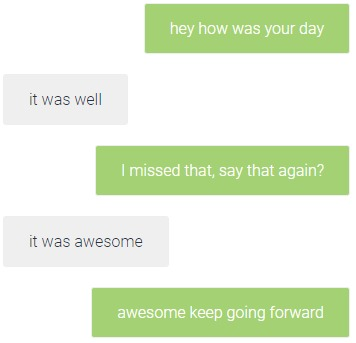 hey how was your day
it was well
I missed that, say that again?
it was awesome
awesome keep going forward